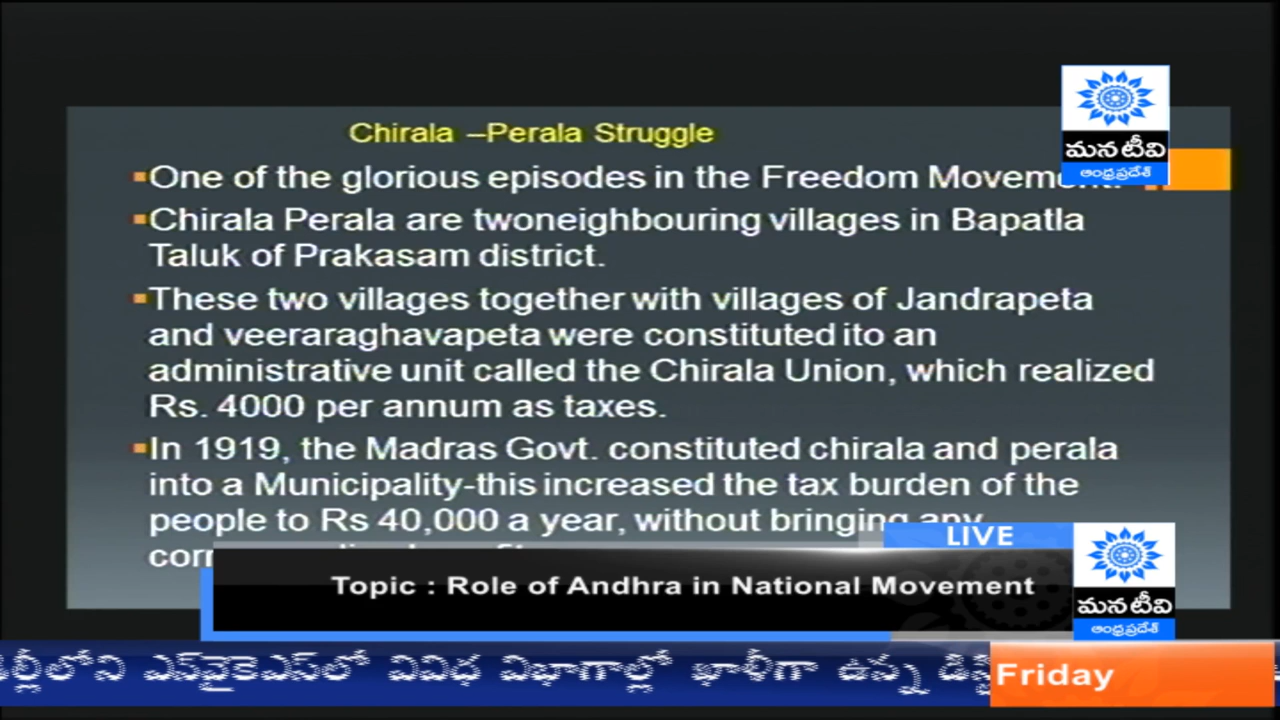 Chirala –Perala Struggle
▪One of the glorious episodes in the Freedom
▪Chirala Perala are twoneighbouring villages in Bapatla
Taluk of Prakasam district.
▪These two villages together with villages of Jandrapeta
and veeraraghavapeta were constituted ito an
administrative unit called the Chirala Union, which realized
Rs. 4000 per annum as taxes.
▪In 1919, the Madras Govt. constituted chirala and perala
into a Municipality-this increased the tax burden of the
people to Rs 40,000 a year, without bringing any
మన టీవి
ఆంధ్రప్రదేశ్
LIVE
Topic : Role of Andhra in National Movement
మన టీవి
ఆంధ్రప్రదేశ్
ఎన్‌వైకెఎస్‌లో వివిధ విభాగాల్లో ఖాళీగా ఉన్న
Friday